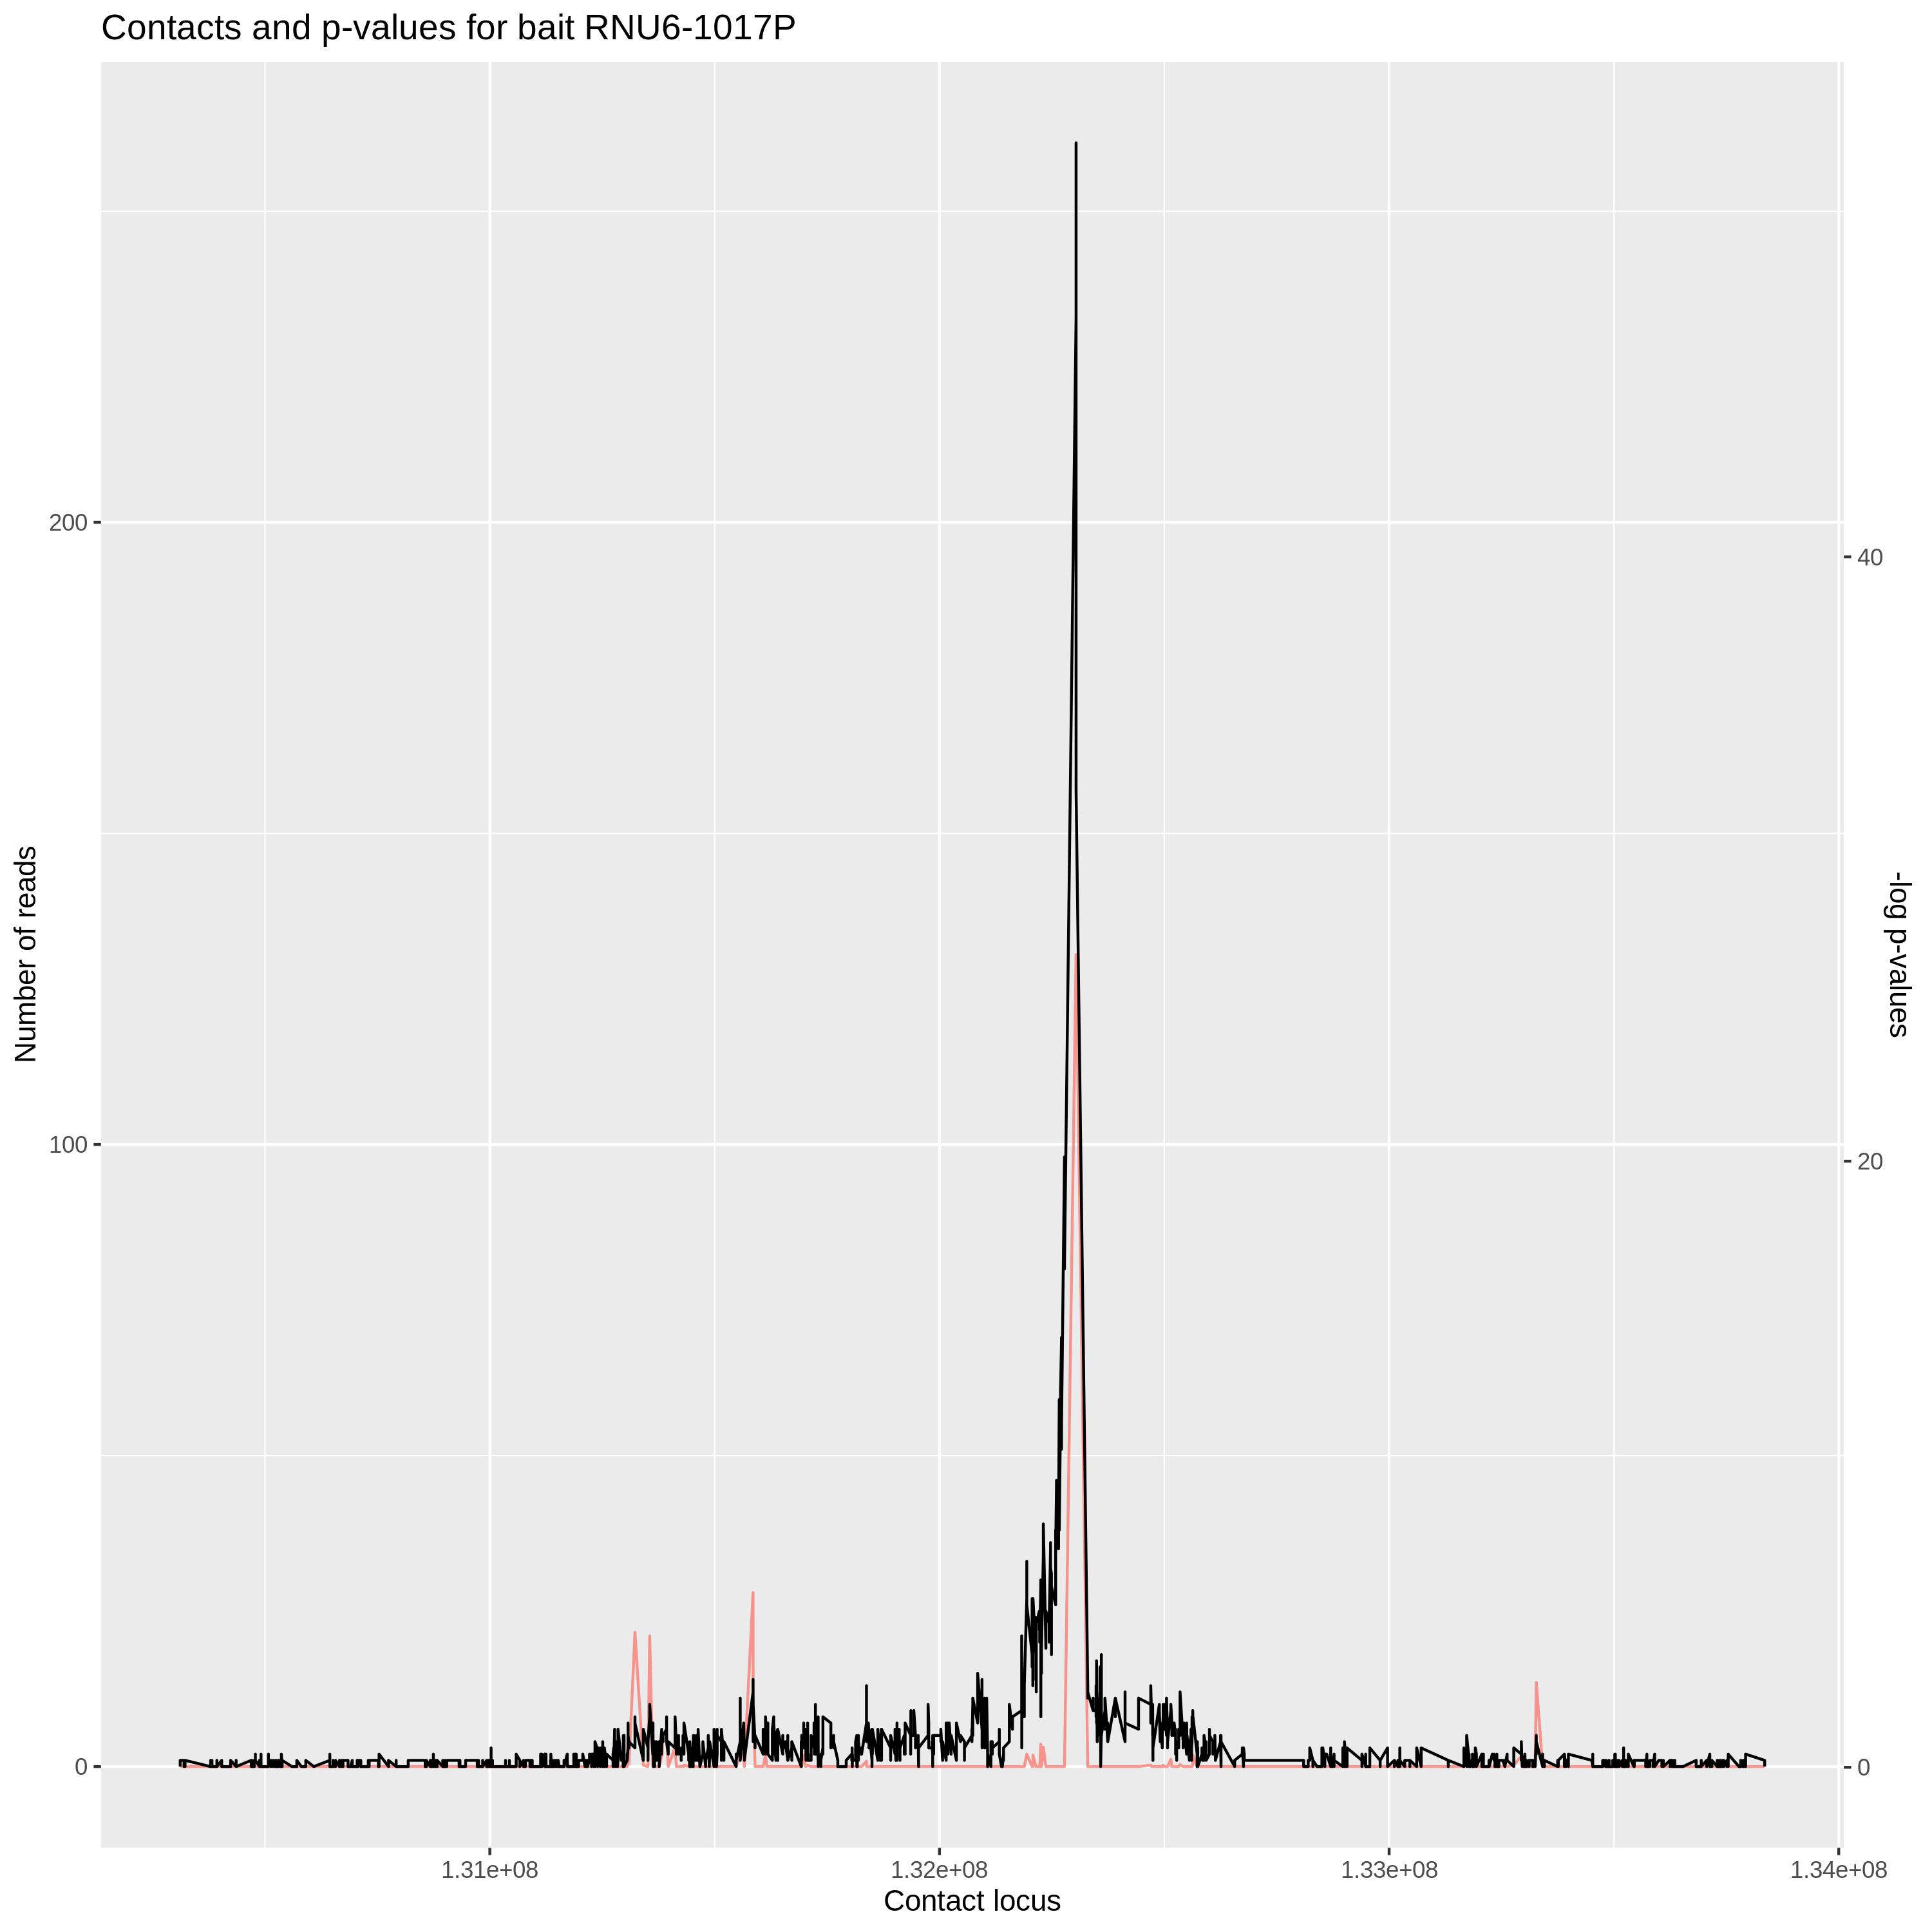 Contacts and p-values for bait RNU6-1017P
Number of reads
200
100
0
40
20
0
-log p-values
1.31e+08
1.32e+08
1.33e+08
1.34e+08
Contact locus